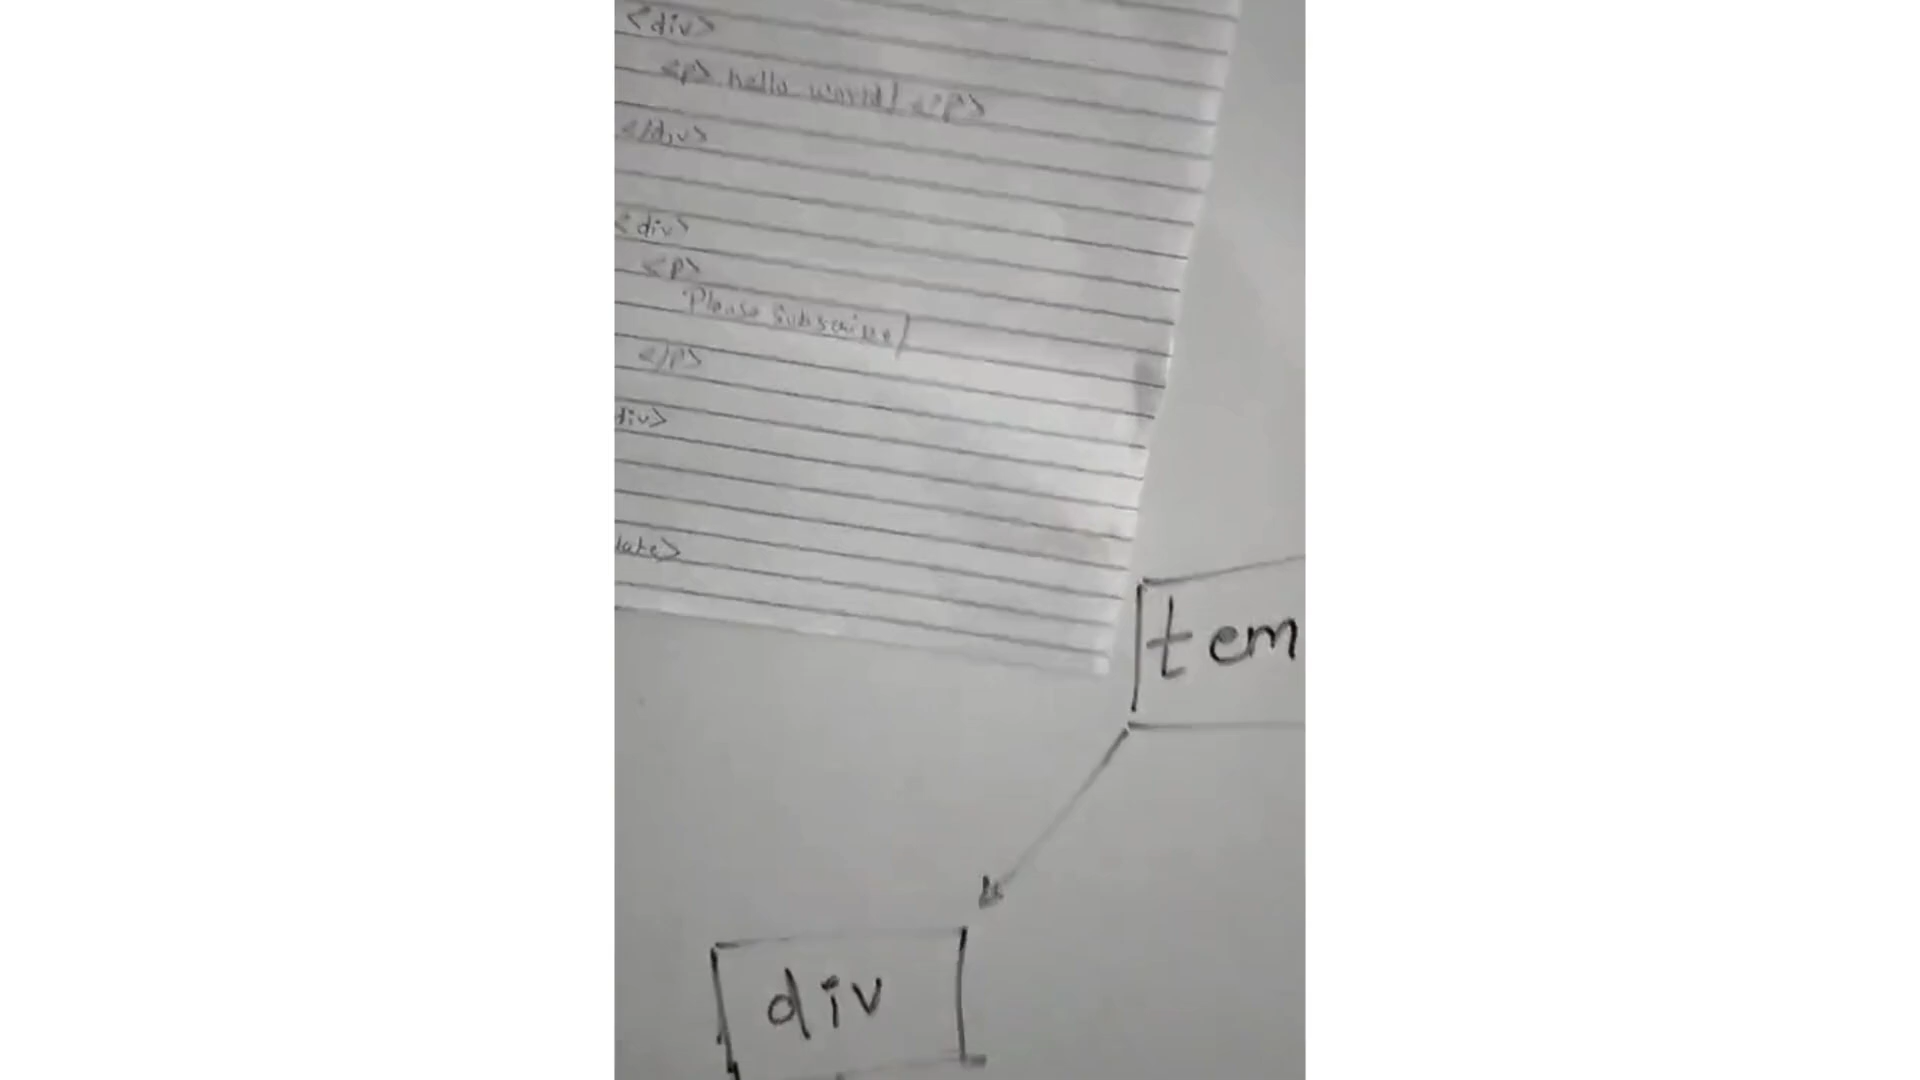 <div>
<p> hello world! </p>
</div>
<div>
<p>
Please subscribe!
</p>
div>
late>
tem
div